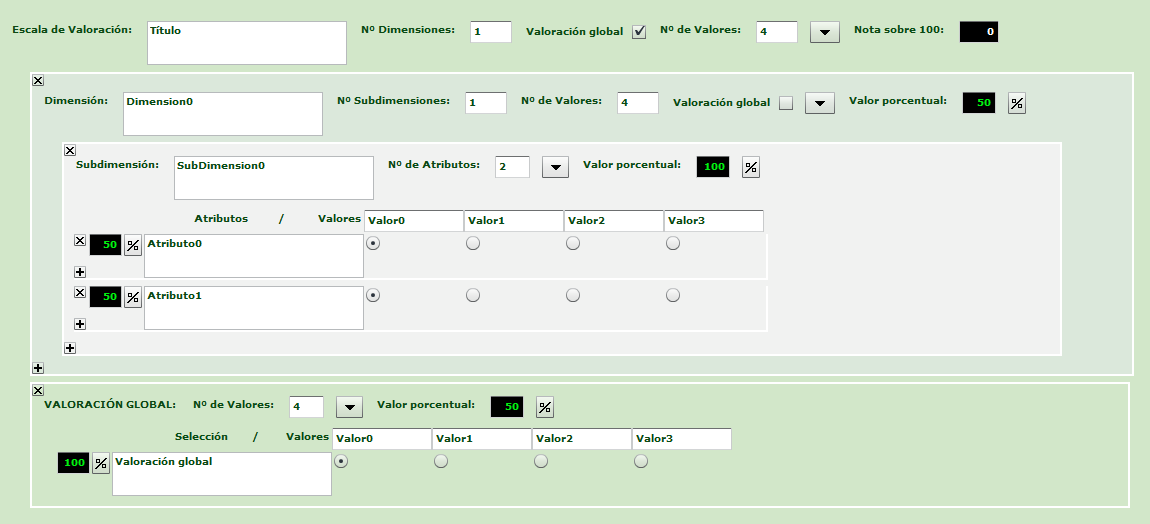 Escala de Valoración: Título Nº Dimensiones: 1 Valoración global Nº de Valores: 4 Nota sobre 100: 0
Dimensión: Dimension0 Nº Subdimensiones: 1 Nº de Valores: 4 Valoración global Valor porcentual: 50 %
Subdimensión: SubDimension0 Nº de Atributos: 2 Valor porcentual: 100 %
Atributos / Valores Valor0 Valor1 Valor2 Valor3
50 % Atributo0
50 % Atributo1
VALORACIÓN GLOBAL: Nº de Valores: 4 Valor porcentual: 50 %
Selección / Valores Valor0 Valor1 Valor2 Valor3
100 % Valoración global